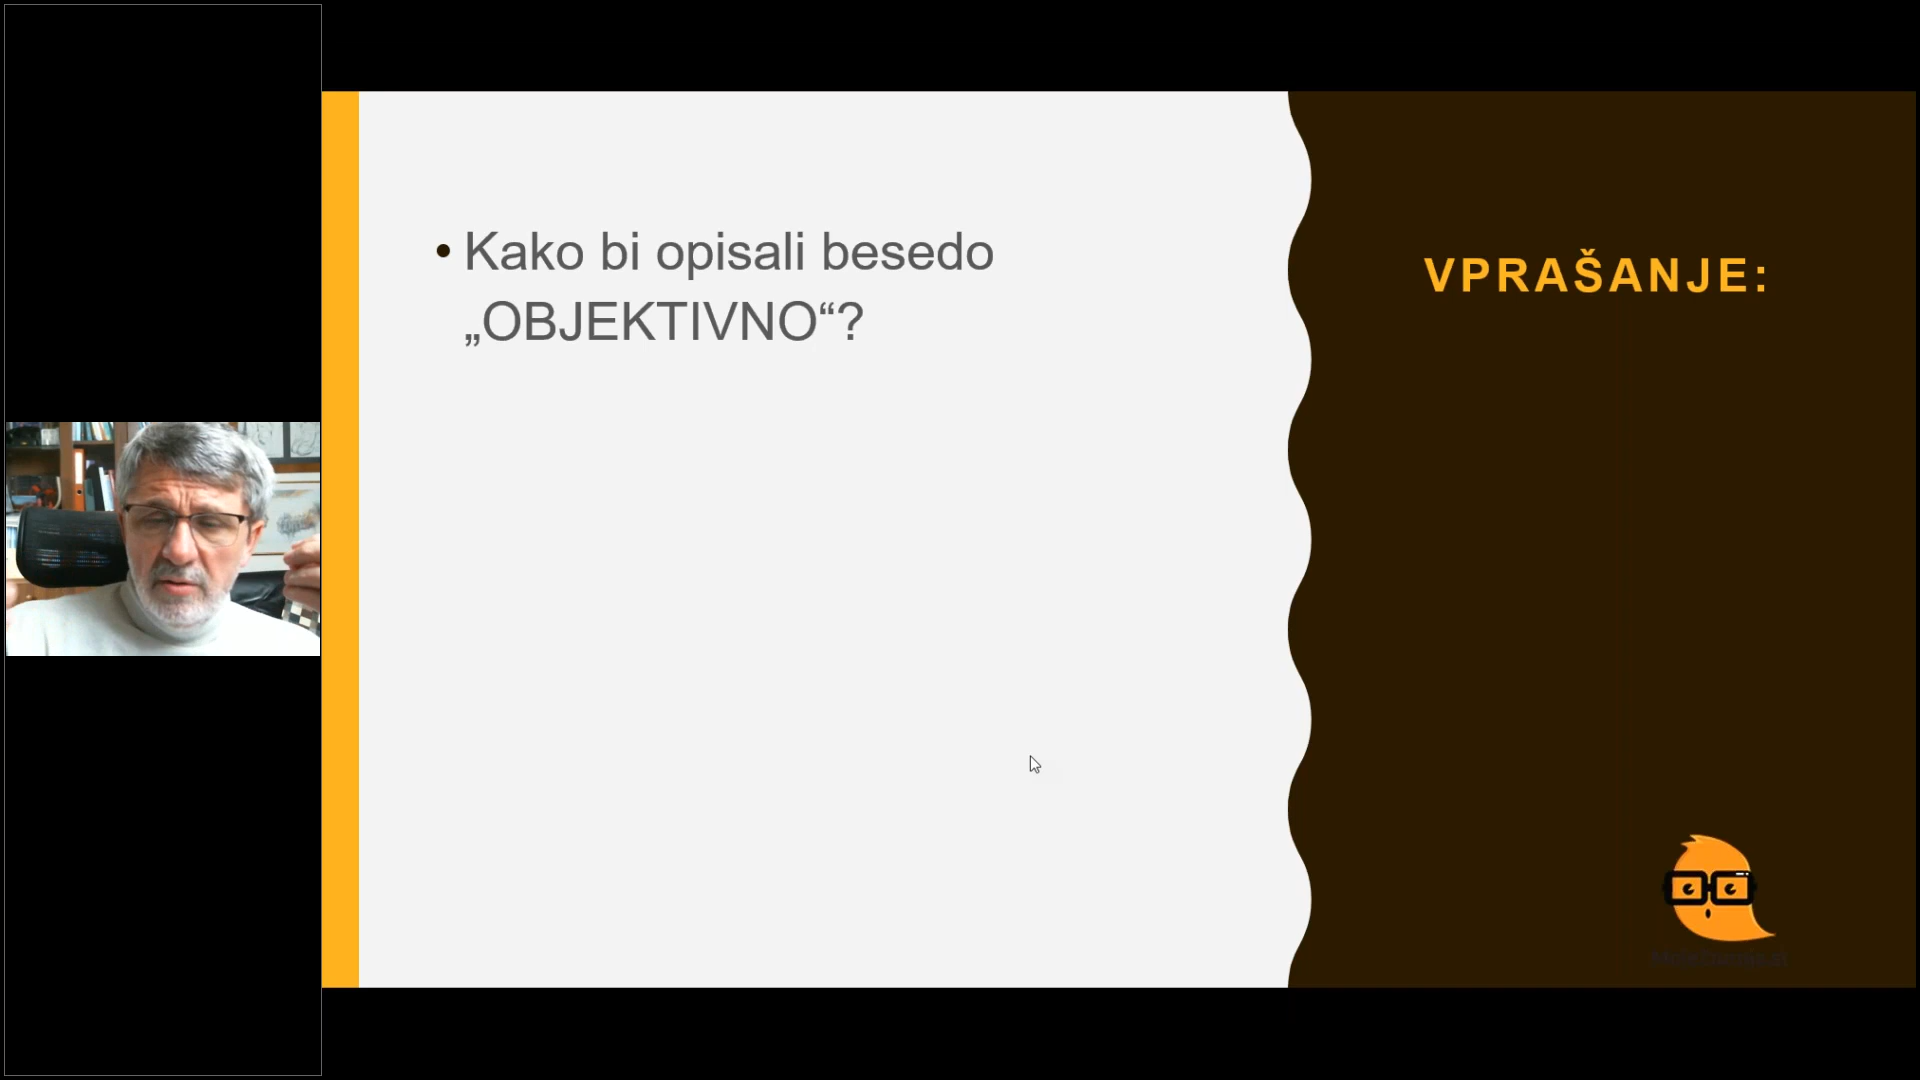 • Kako bi opisali besedo
„OBJEKTIVNO“?
VPRAŠANJE: